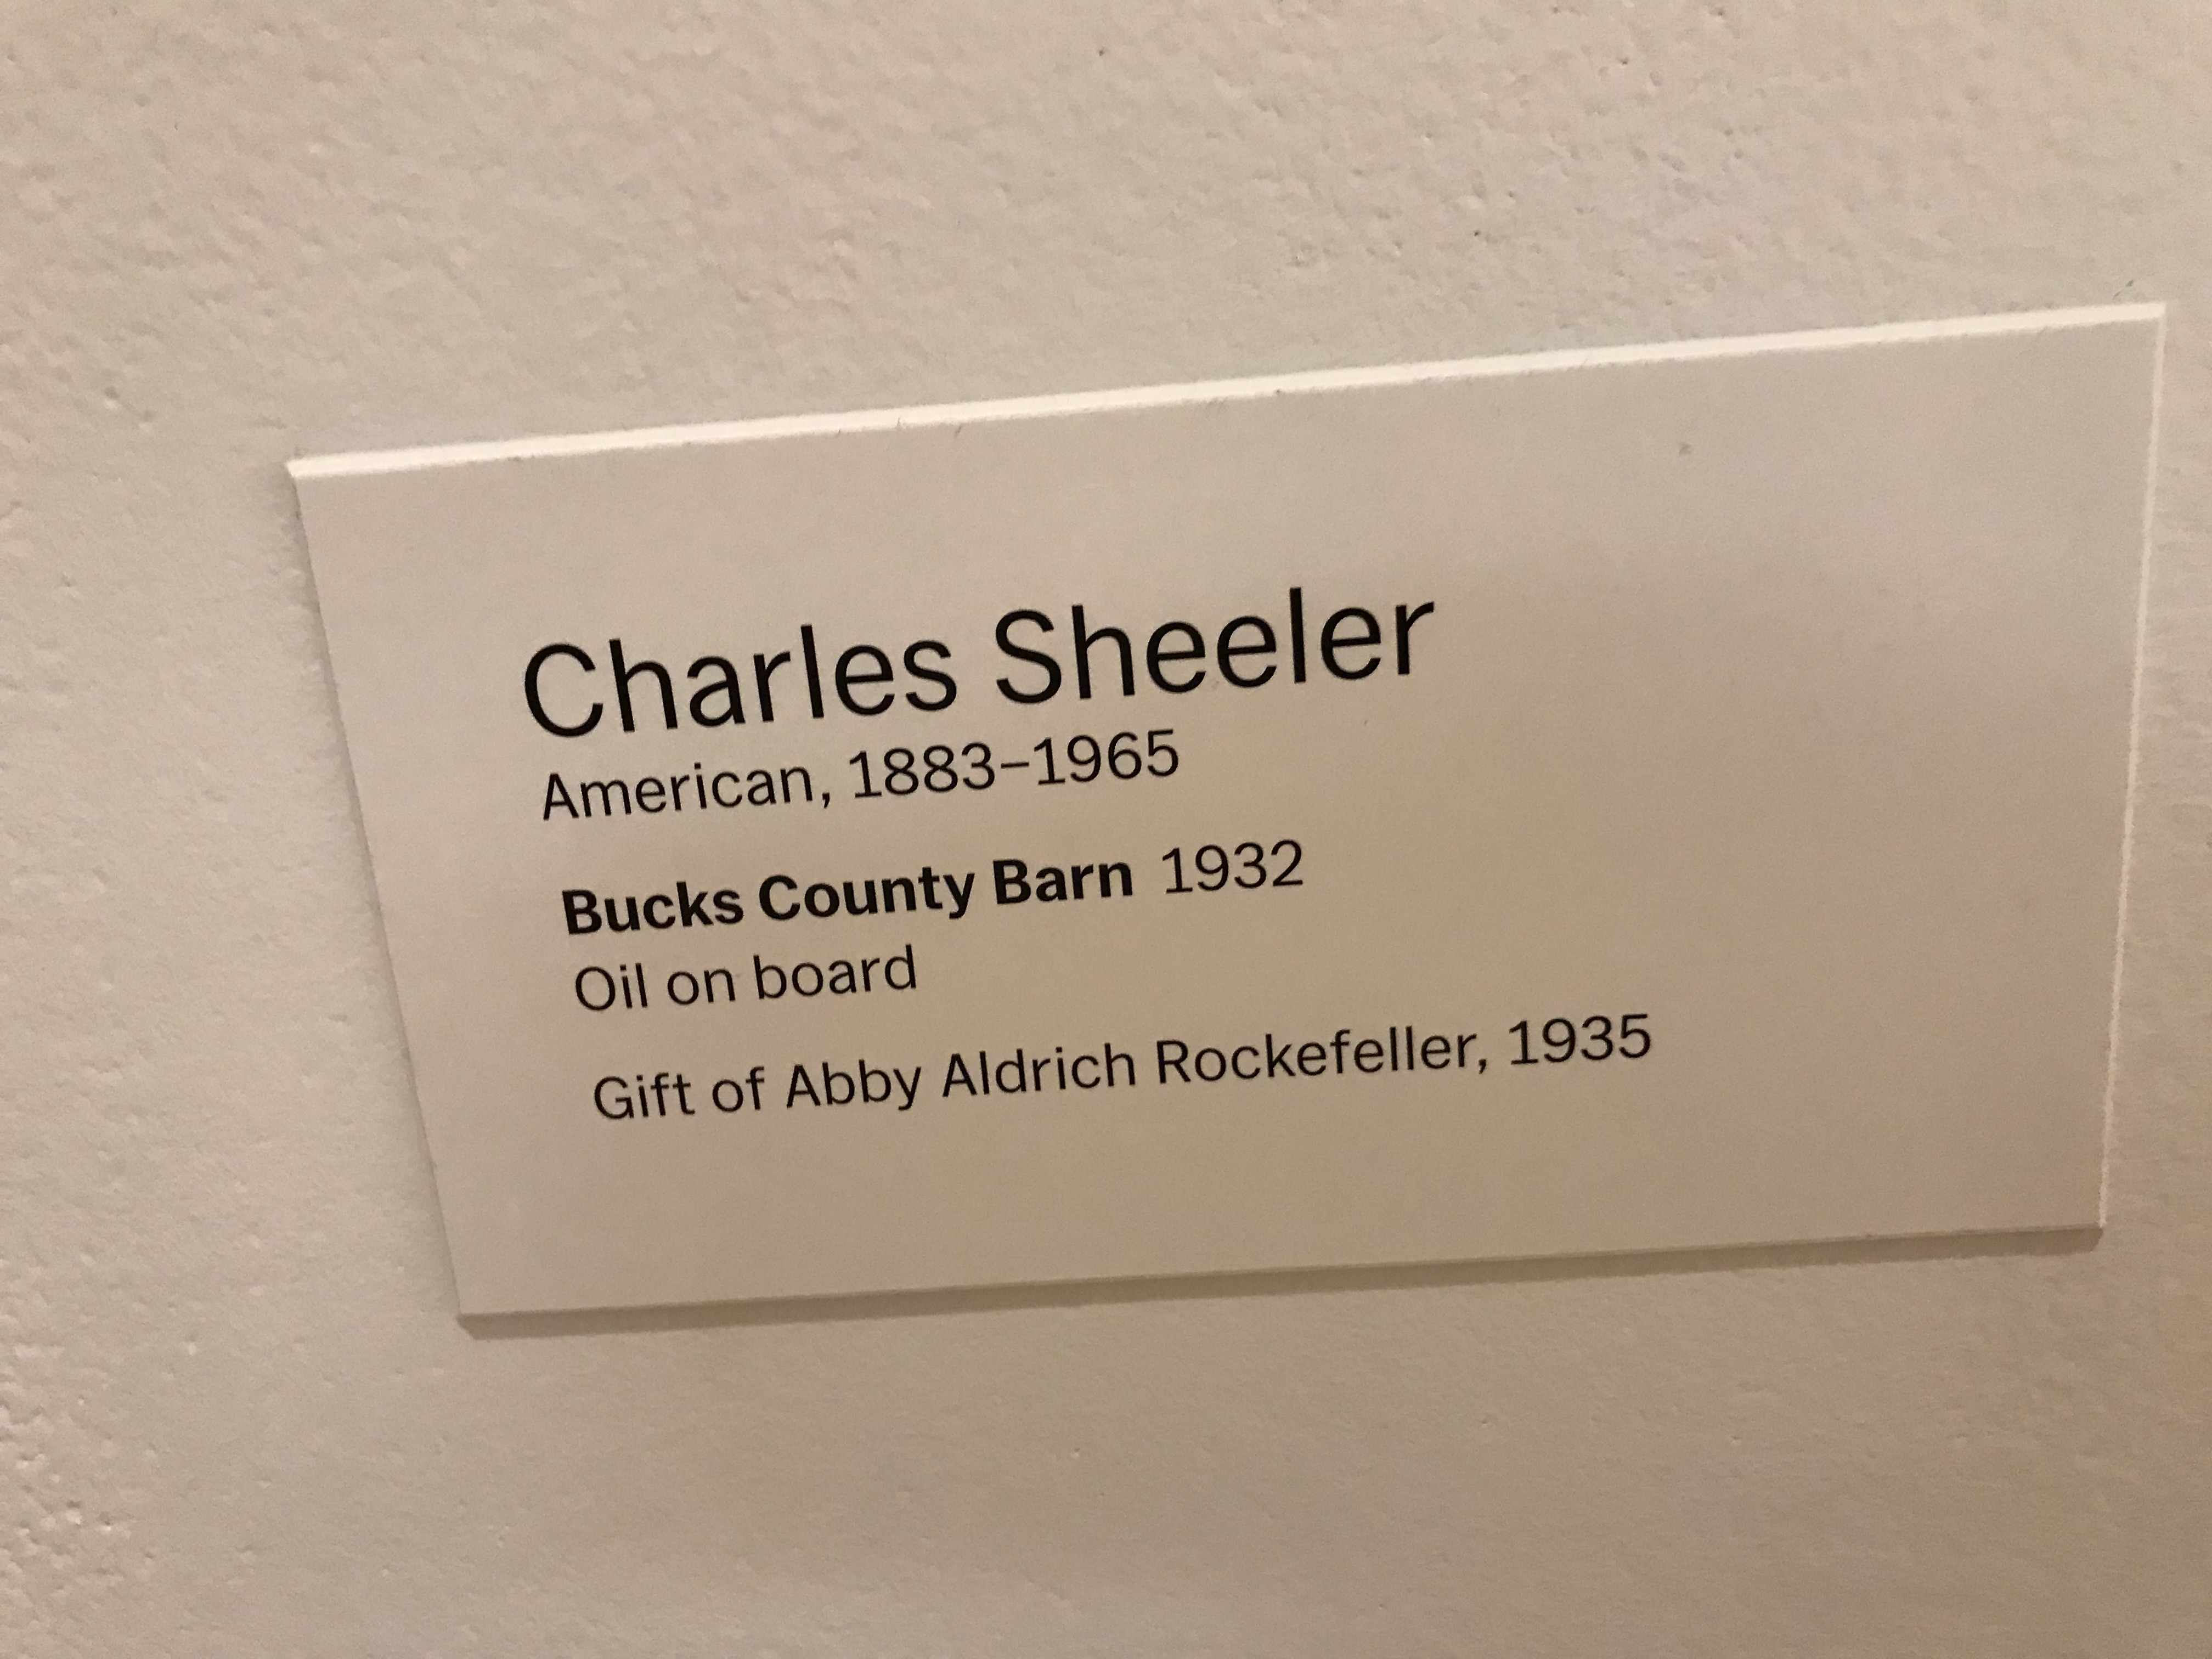 Charles Sheeler
American, 1883–1965
Bucks County Barn 1932
Oil on board
Gift of Abby Aldrich Rockefeller, 1935